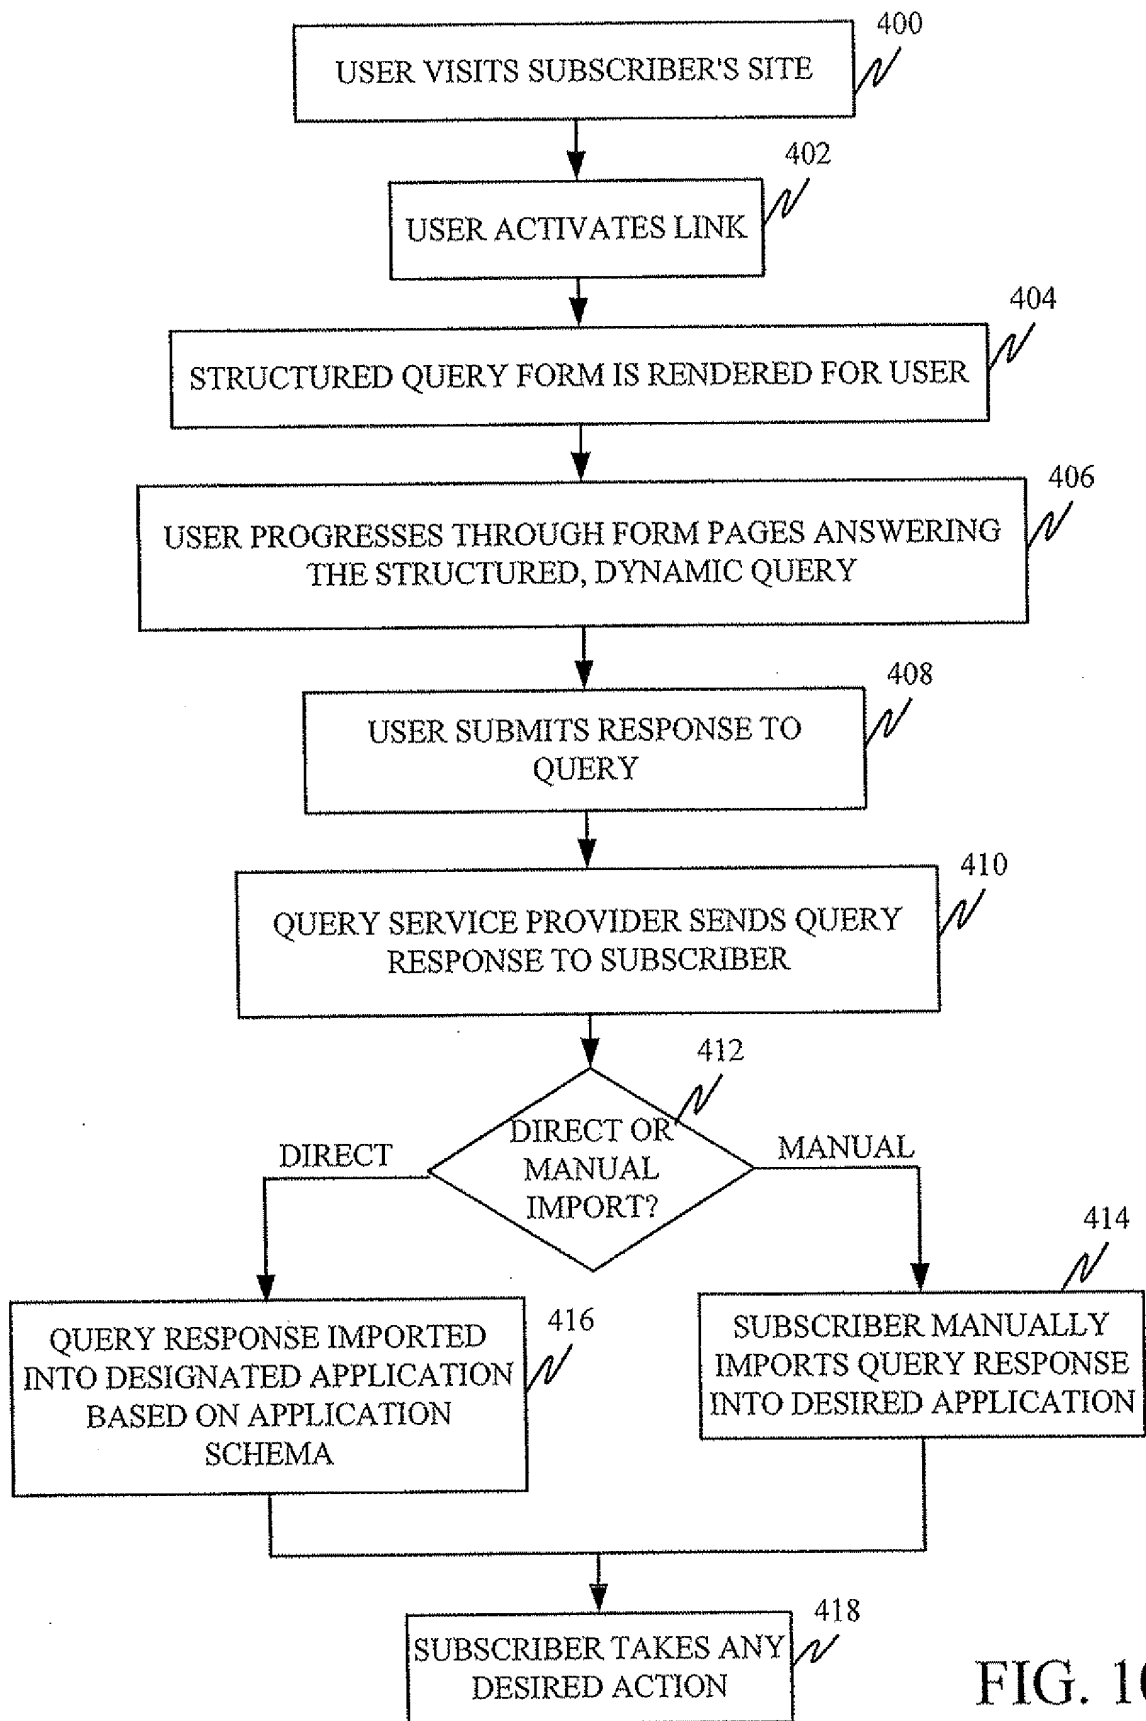 400
USER VISITS SUBSCRIBER'S SITE
402
USER ACTIVATES LINK
404
STRUCTURED QUERY FORM IS RENDERED FOR USER
406
USER PROGRESSES THROUGH FORM PAGES ANSWERING
THE STRUCTURED, DYNAMIC QUERY
408
USER SUBMITS RESPONSE TO
QUERY
410
QUERY SERVICE PROVIDER SENDS QUERY
RESPONSE TO SUBSCRIBER
412
DIRECT OR
MANUAL
IMPORT?
DIRECT
MANUAL
416
QUERY RESPONSE IMPORTED
INTO DESIGNATED APPLICATION
BASED ON APPLICATION
SCHEMA
414
SUBSCRIBER MANUALLY
IMPORTS QUERY RESPONSE
INTO DESIRED APPLICATION
418
SUBSCRIBER TAKES ANY
DESIRED ACTION
FIG. 10